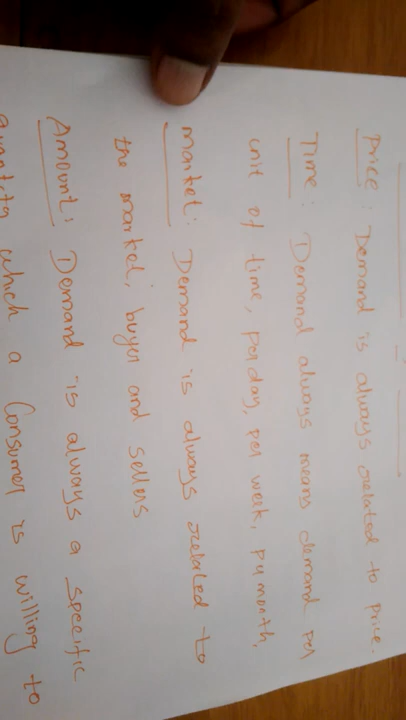 Price: Demand is always related to price.
Time: Demand always means demand per
unit of time, per day, per week, per month.
market: Demand is always related to
the market, buyer and sellers
Amount: Demand is always a specific
quantity which a Consumer is willing to